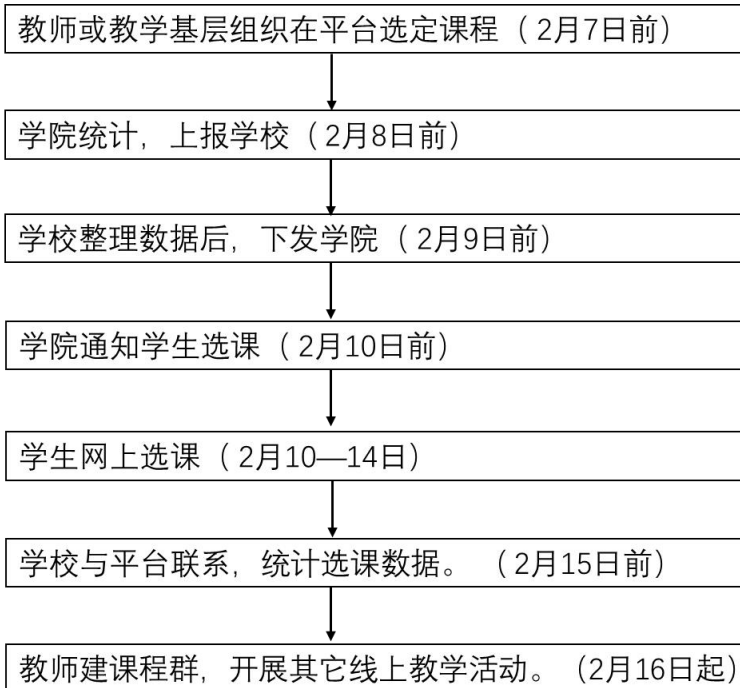 教师或教学基层组织在平台选定课程（2月7日前）
学院统计，上报学校（2月8日前）
学校整理数据后，下发学院（2月9日前）
学院通知学生选课（2月10日前）
学生网上选课（2月10—14日）
学校与平台联系，统计选课数据。（2月15日前）
教师建课程群，开展其它线上教学活动。（2月16日起）